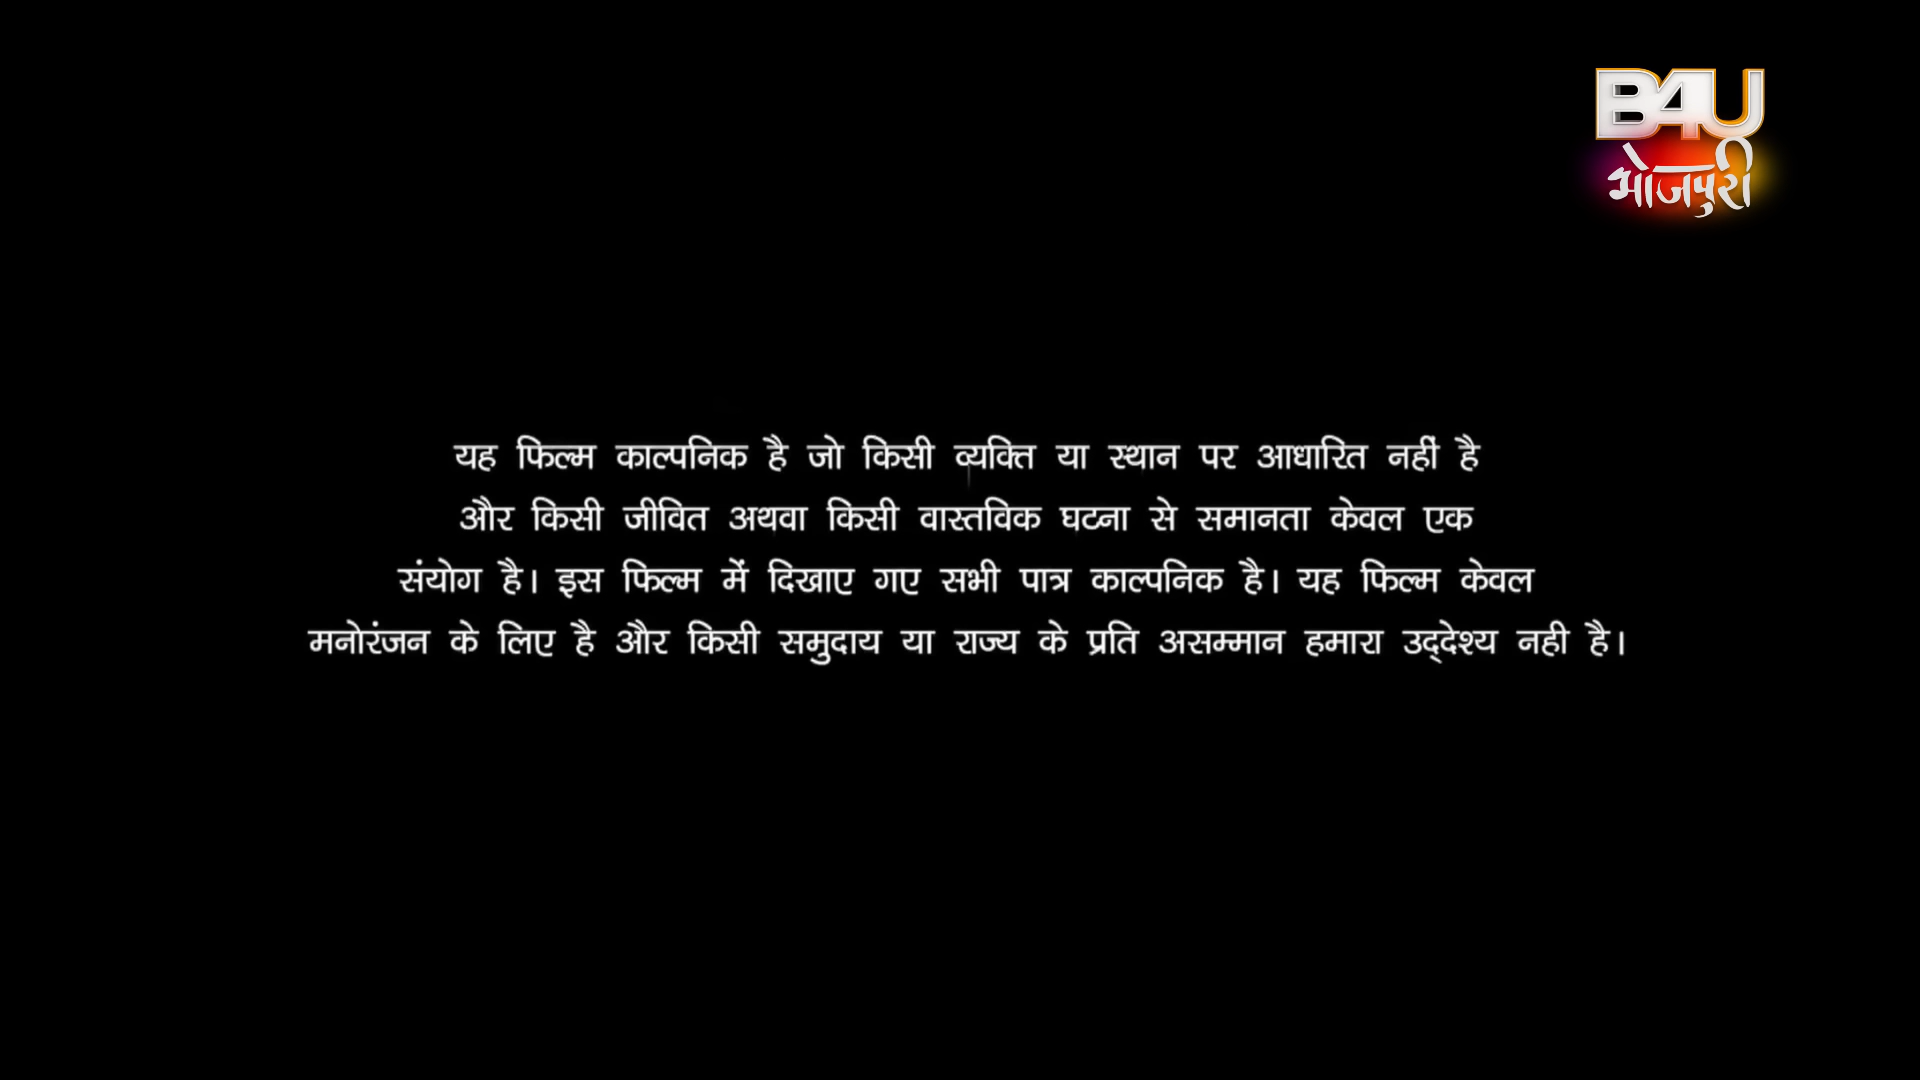 B4U
भोजपुरी
यह फिल्म काल्पनिक है जो किसी व्यक्ति या स्थान पर आधारित नहीं है
और किसी जीवित अथवा किसी वास्तविक घटना से समानता केवल एक
संयोग है। इस फिल्म में दिखाए गए सभी पात्र काल्पनिक है। यह फिल्म केवल
मनोरंजन के लिए है और किसी समुदाय या राज्य के प्रति असम्मान हमारा उद्देश्य नही है।